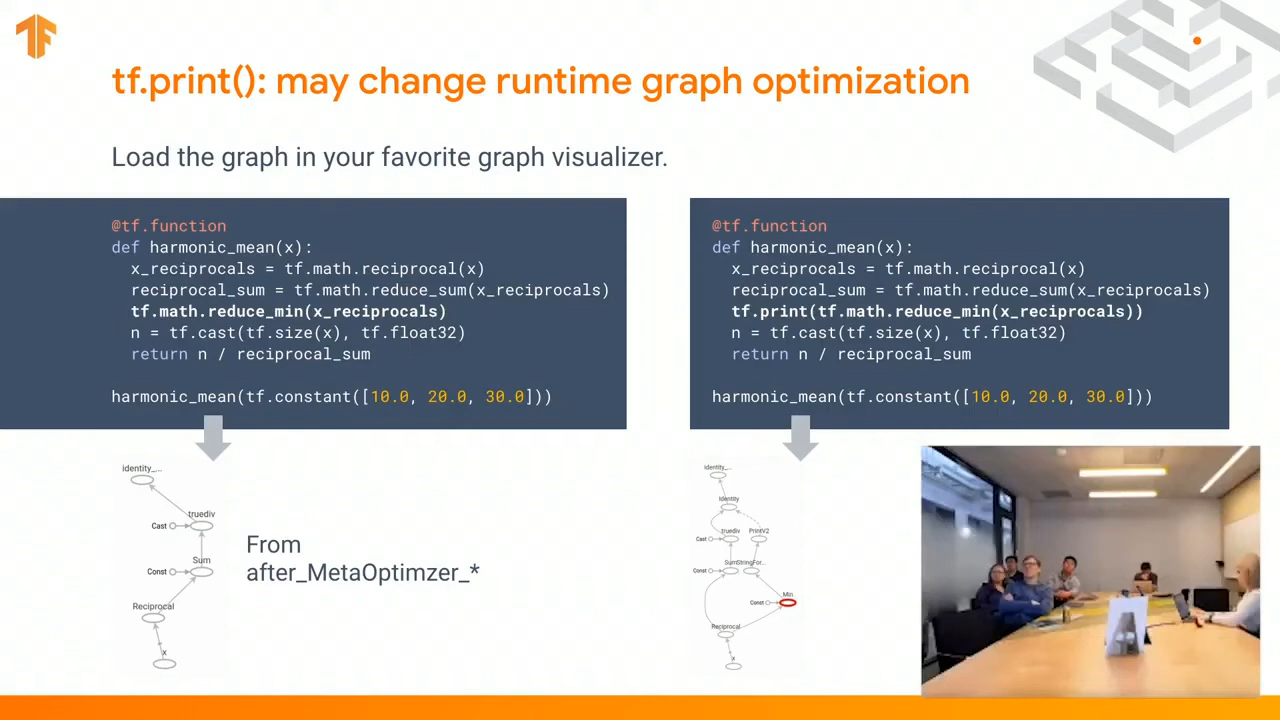 tf.print(): may change runtime graph optimization
Load the graph in your favorite graph visualizer.
@tf.function
def harmonic_mean(x):
  x_reciprocals = tf.math.reciprocal(x)
  reciprocal_sum = tf.math.reduce_sum(x_reciprocals)
  tf.math.reduce_min(x_reciprocals)
  n = tf.cast(tf.size(x), tf.float32)
  return n / reciprocal_sum
harmonic_mean(tf.constant([10.0, 20.0, 30.0]))
@tf.function
def harmonic_mean(x):
  x_reciprocals = tf.math.reciprocal(x)
  reciprocal_sum = tf.math.reduce_sum(x_reciprocals)
  tf.print(tf.math.reduce_min(x_reciprocals))
  n = tf.cast(tf.size(x), tf.float32)
  return n / reciprocal_sum
harmonic_mean(tf.constant([10.0, 20.0, 30.0]))
identity_...
truediv
Cast
Sum
Const
Reciprocal
x
From
after_MetaOptimzer_*
identity_...
Identity
truediv
PrintV2
Cast
SumStringFor...
Const
Min
Const
Reciprocal
x